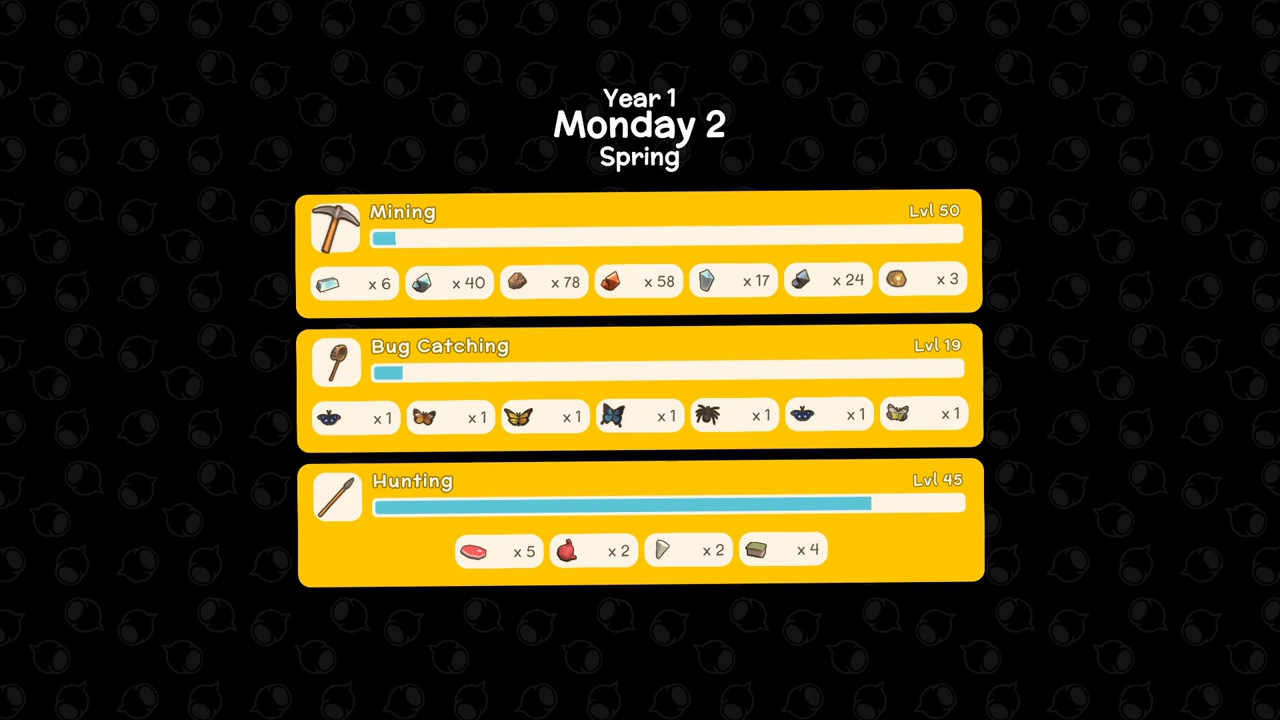 Year 1
Monday 2
Spring
Mining Lvl 50
x 6 x 40 x 78 x 58 x 17 x 24 x 3
Bug Catching Lvl 19
x 1 x 1 x 1 x 1 x 1 x 1 x 1
Hunting Lvl 45
x 5 x 2 x 2 x 4